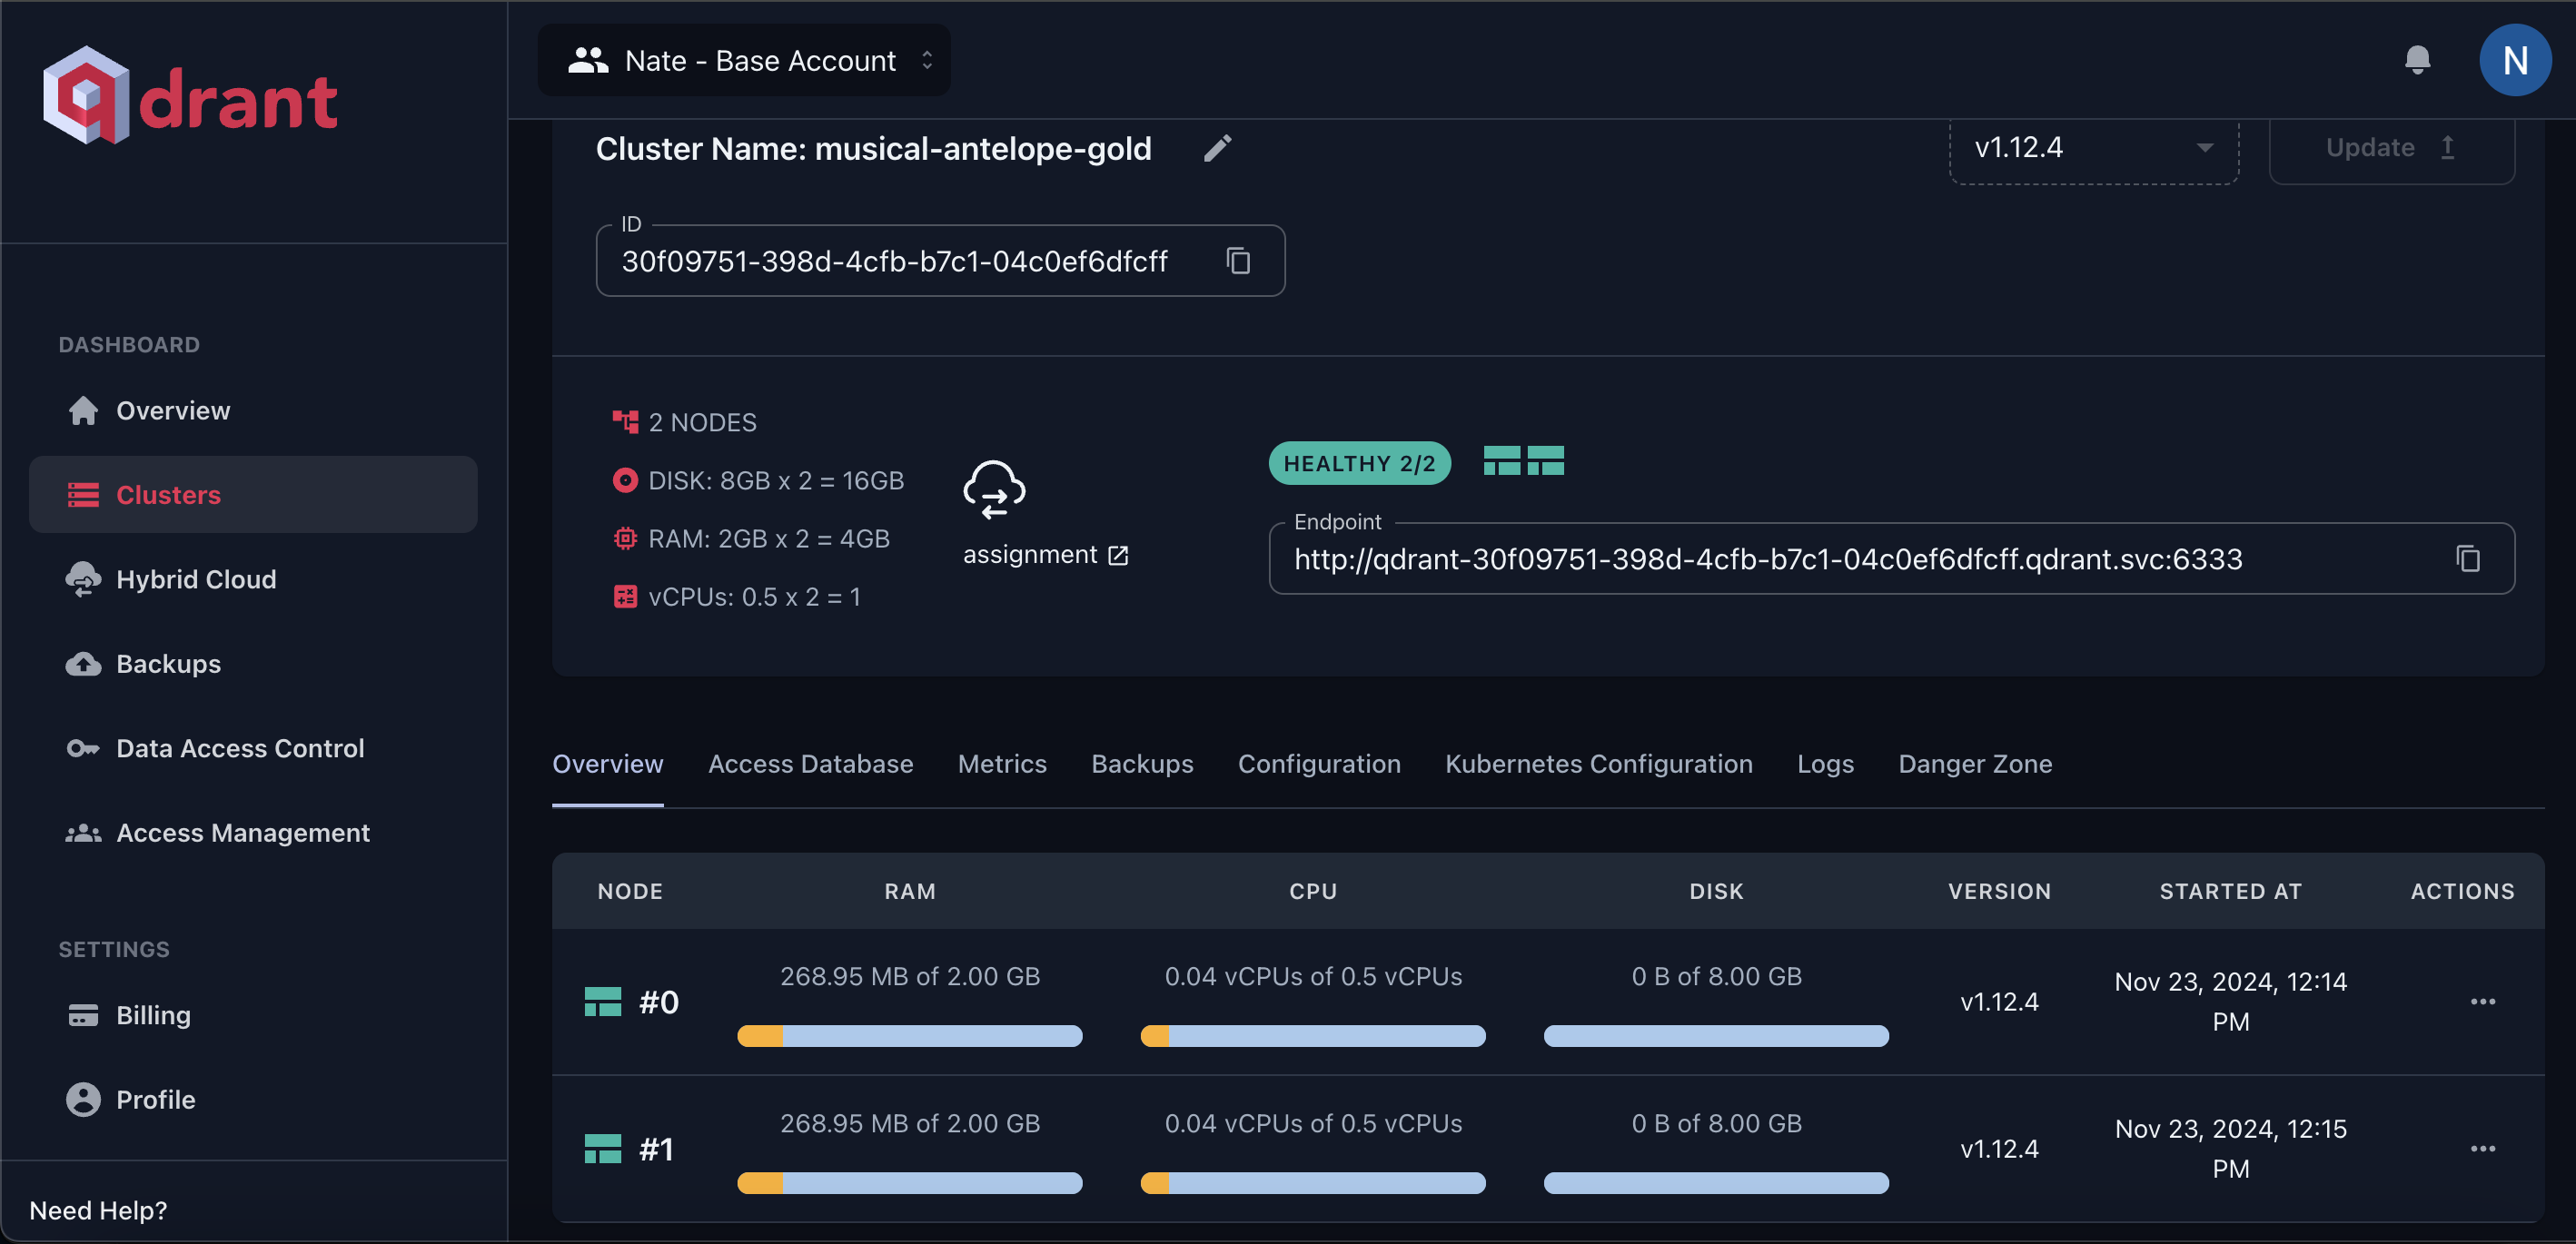 qdrant
Nate - Base Account
N
Cluster Name: musical-antelope-gold
v1.12.4
Update
ID
30f09751-398d-4cfb-b7c1-04c0ef6dfcff
DASHBOARD
Overview
Clusters
Hybrid Cloud
Backups
Data Access Control
Access Management
SETTINGS
Billing
Profile
Need Help?
2 NODES
DISK: 8GB x 2 = 16GB
RAM: 2GB x 2 = 4GB
vCPUs: 0.5 x 2 = 1
assignment
HEALTHY 2/2
Endpoint
http://qdrant-30f09751-398d-4cfb-b7c1-04c0ef6dfcff.qdrant.svc:6333
Overview Access Database Metrics Backups Configuration Kubernetes Configuration Logs Danger Zone
NODE RAM CPU DISK VERSION STARTED AT ACTIONS
#0 268.95 MB of 2.00 GB 0.04 vCPUs of 0.5 vCPUs 0 B of 8.00 GB v1.12.4 Nov 23, 2024, 12:14
PM
#1 268.95 MB of 2.00 GB 0.04 vCPUs of 0.5 vCPUs 0 B of 8.00 GB v1.12.4 Nov 23, 2024, 12:15
PM